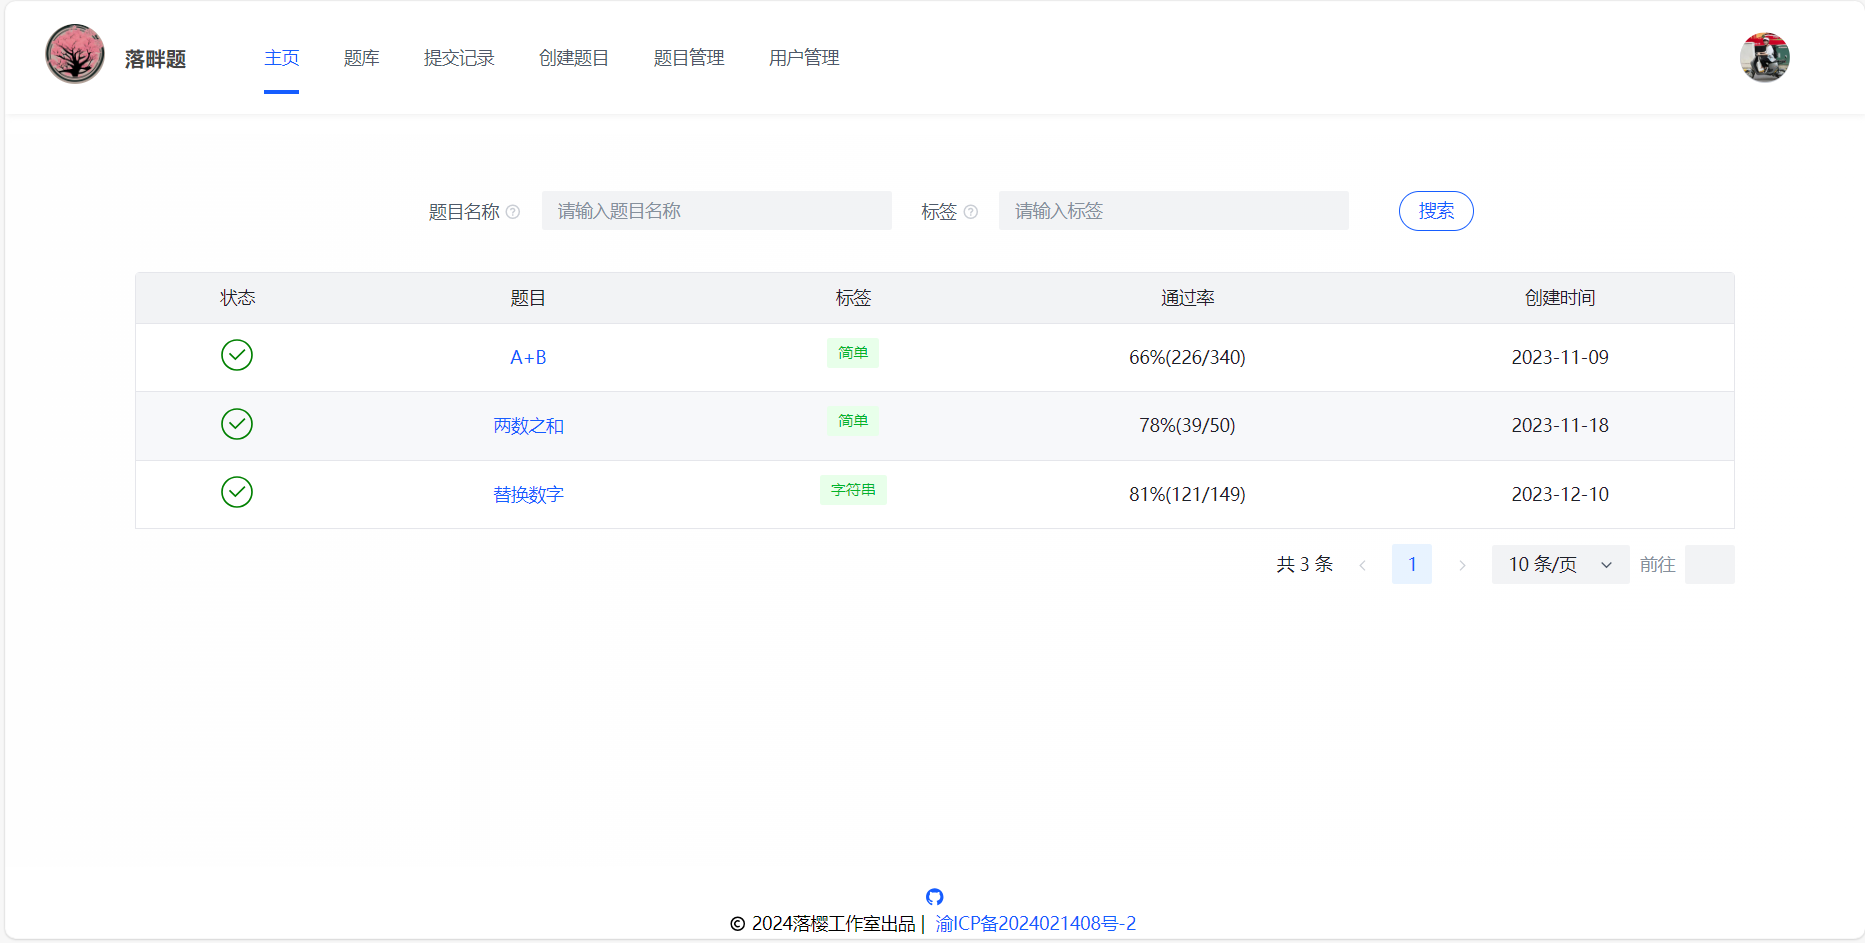 落畔题 主页 题库 提交记录 创建题目 题目管理 用户管理
题目名称 请输入题目名称 标签 请输入标签 搜索
状态 题目 标签 通过率 创建时间
A+B 简单 66%(226/340) 2023-11-09
两数之和 简单 78%(39/50) 2023-11-18
替换数字 字符串 81%(121/149) 2023-12-10
共 3 条 1 10 条/页 前往
© 2024落樱工作室出品 | 渝ICP备2024021408号-2